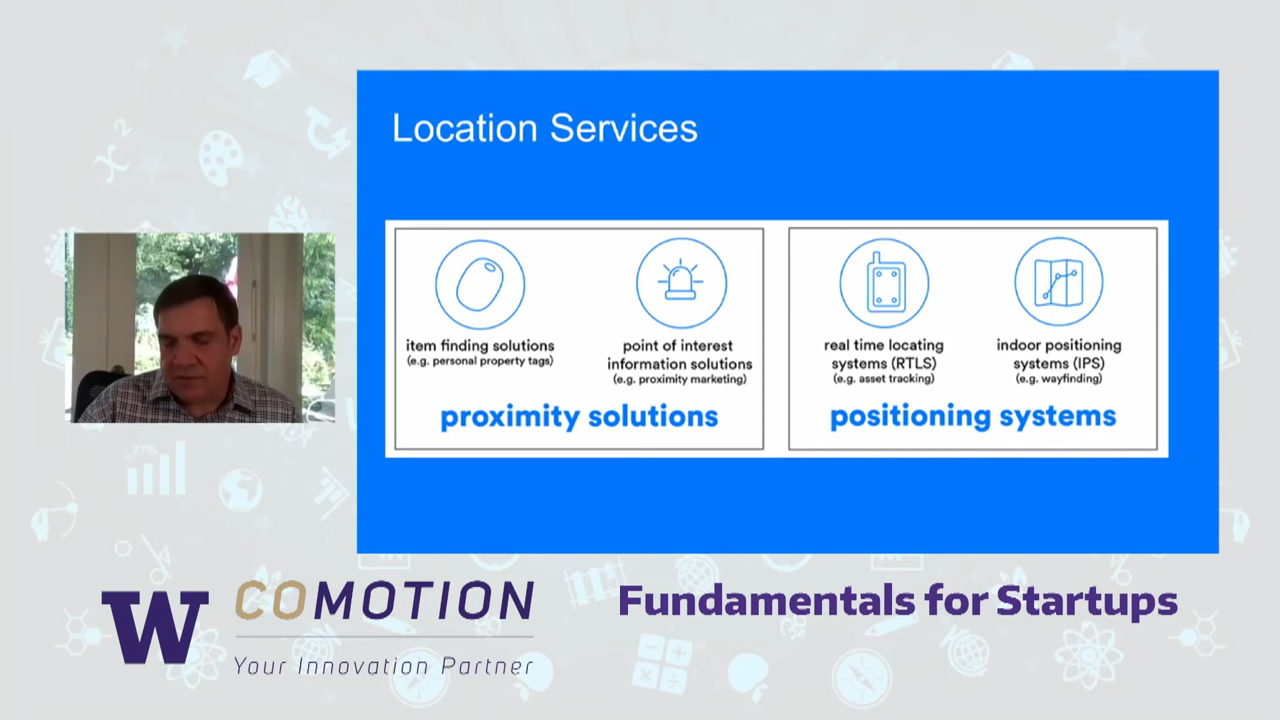 Location Services
item finding solutions
(e.g. personal property tags)
point of interest
information solutions
(e.g. proximity marketing)
proximity solutions
real time locating
systems (RTLS)
(e.g. asset tracking)
indoor positioning
systems (IPS)
(e.g. wayfinding)
positioning systems
27%
x²
W COMOTION
Your Innovation Partner
Fundamentals for Startups